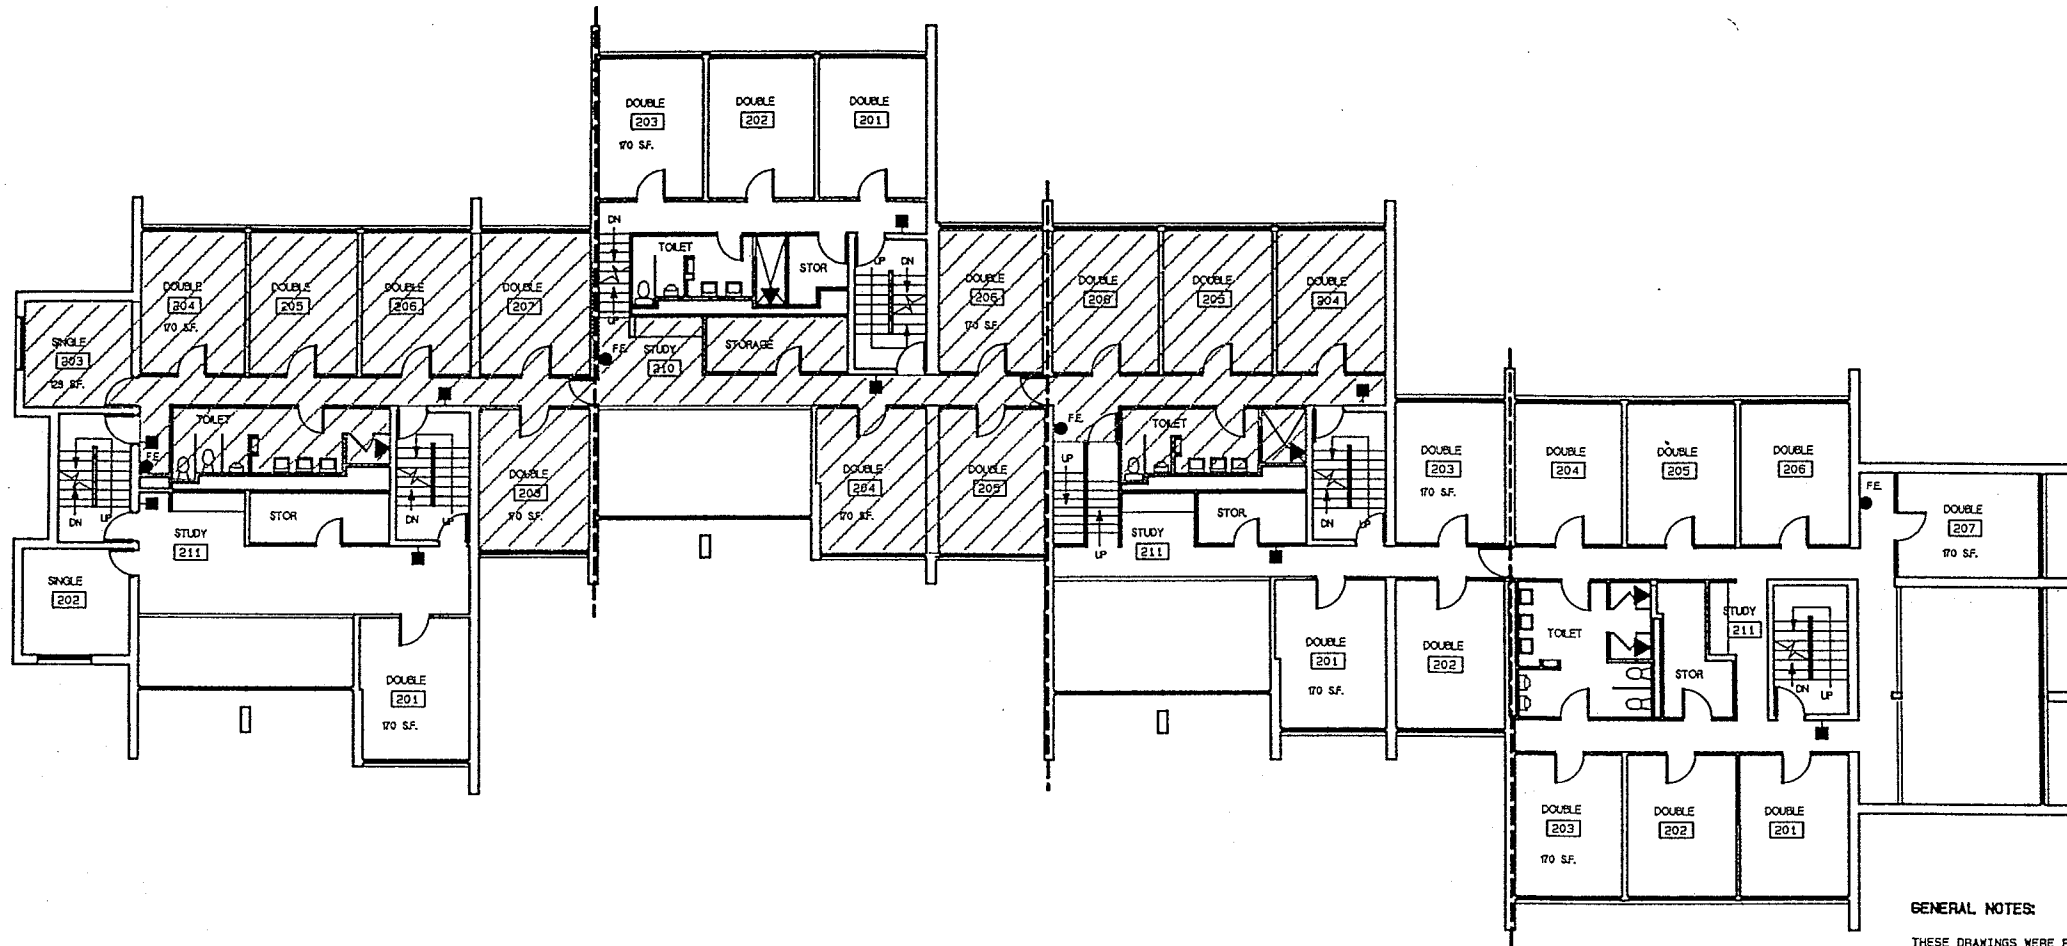 DOUBLE
203
170 S.F.
DOUBLE
202
DOUBLE
201
DN
TOILET
STOR
UP
DN
UP
F.E.
STUDY
210
STORAGE
SINGLE
203
129 S.F.
DOUBLE
204
170 S.F.
DOUBLE
205
DOUBLE
206
DOUBLE
207
DOUBLE
206
170 S.F.
DOUBLE
206
DOUBLE
205
DOUBLE
204
TOILET
F.E.
DN
UP
STUDY
211
STOR
DN
UP
SINGLE
202
DOUBLE
201
170 S.F.
DOUBLE
170 S.F.
DOUBLE
204
170 S.F.
DOUBLE
205
F.E.
UP
UP
TOILET
STUDY
211
STOR.
DN
UP
DOUBLE
203
170 S.F.
DOUBLE
201
170 S.F.
DOUBLE
202
DOUBLE
204
DOUBLE
205
DOUBLE
206
F.E.
DOUBLE
207
170 S.F.
TOILET
STOR
STUDY
211
DN
UP
DOUBLE
203
170 S.F.
DOUBLE
202
DOUBLE
201
GENERAL NOTES:
THESE DRAWINGS WERE